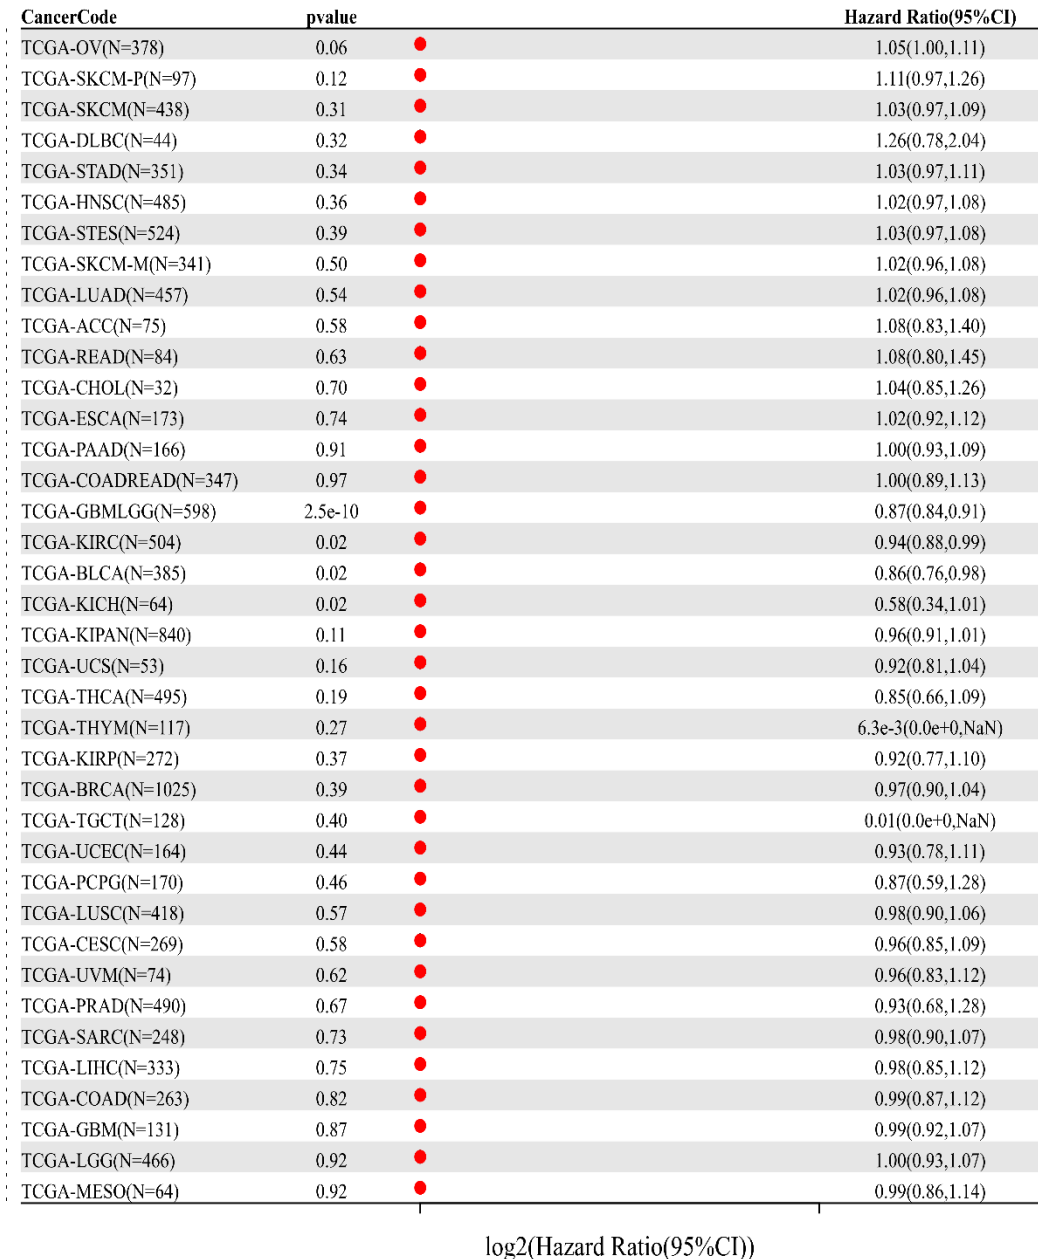 CancerCode pvalue Hazard Ratio(95%CI)
TCGA-OV(N=378) 0.06 1.05(1.00,1.11)
TCGA-SKCM-P(N=97) 0.12 1.11(0.97,1.26)
TCGA-SKCM(N=438) 0.31 1.03(0.97,1.09)
TCGA-DLBC(N=44) 0.32 1.26(0.78,2.04)
TCGA-STAD(N=351) 0.34 1.03(0.97,1.11)
TCGA-HNSC(N=485) 0.36 1.02(0.97,1.08)
TCGA-STES(N=524) 0.39 1.03(0.97,1.08)
TCGA-SKCM-M(N=341) 0.50 1.02(0.96,1.08)
TCGA-LUAD(N=457) 0.54 1.02(0.96,1.08)
TCGA-ACC(N=75) 0.58 1.08(0.83,1.40)
TCGA-READ(N=84) 0.63 1.08(0.80,1.45)
TCGA-CHOL(N=32) 0.70 1.04(0.85,1.26)
TCGA-ESCA(N=173) 0.74 1.02(0.92,1.12)
TCGA-PAAD(N=166) 0.91 1.00(0.93,1.09)
TCGA-COADREAD(N=347) 0.97 1.00(0.89,1.13)
TCGA-GBMLGG(N=598) 2.5e-10 0.87(0.84,0.91)
TCGA-KIRC(N=504) 0.02 0.94(0.88,0.99)
TCGA-BLCA(N=385) 0.02 0.86(0.76,0.98)
TCGA-KICH(N=64) 0.02 0.58(0.34,1.01)
TCGA-KIPAN(N=840) 0.11 0.96(0.91,1.01)
TCGA-UCS(N=53) 0.16 0.92(0.81,1.04)
TCGA-THCA(N=495) 0.19 0.85(0.66,1.09)
TCGA-THYM(N=117) 0.27 6.3e-3(0.0e+0,NaN)
TCGA-KIRP(N=272) 0.37 0.92(0.77,1.10)
TCGA-BRCA(N=1025) 0.39 0.97(0.90,1.04)
TCGA-TGCT(N=128) 0.40 0.01(0.0e+0,NaN)
TCGA-UCEC(N=164) 0.44 0.93(0.78,1.11)
TCGA-PCPG(N=170) 0.46 0.87(0.59,1.28)
TCGA-LUSC(N=418) 0.57 0.98(0.90,1.06)
TCGA-CESC(N=269) 0.58 0.96(0.85,1.09)
TCGA-UVM(N=74) 0.62 0.96(0.83,1.12)
TCGA-PRAD(N=490) 0.67 0.93(0.68,1.28)
TCGA-SARC(N=248) 0.73 0.98(0.90,1.07)
TCGA-LIHC(N=333) 0.75 0.98(0.85,1.12)
TCGA-COAD(N=263) 0.82 0.99(0.87,1.12)
TCGA-GBM(N=131) 0.87 0.99(0.92,1.07)
TCGA-LGG(N=466) 0.92 1.00(0.93,1.07)
TCGA-MESO(N=64) 0.92 0.99(0.86,1.14)
log2(Hazard Ratio(95%CI))